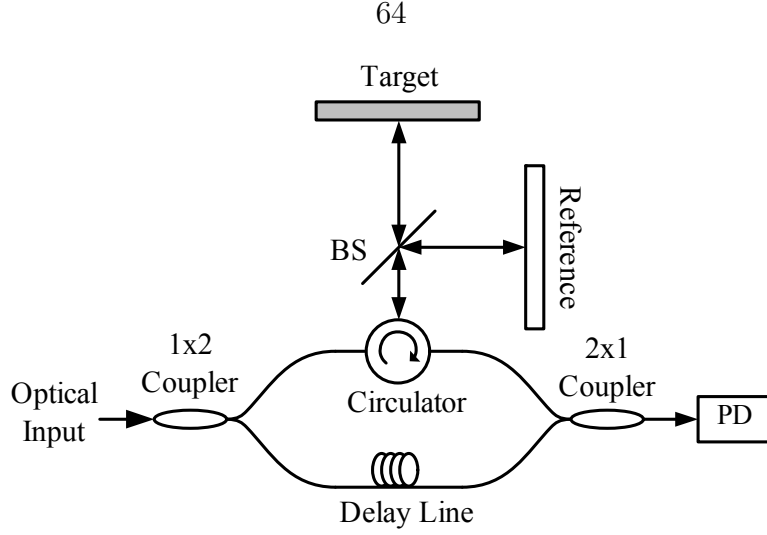 64
Target
Reference
BS
1x2
Coupler
2x1
Coupler
Optical
Input
Circulator
PD
Delay Line